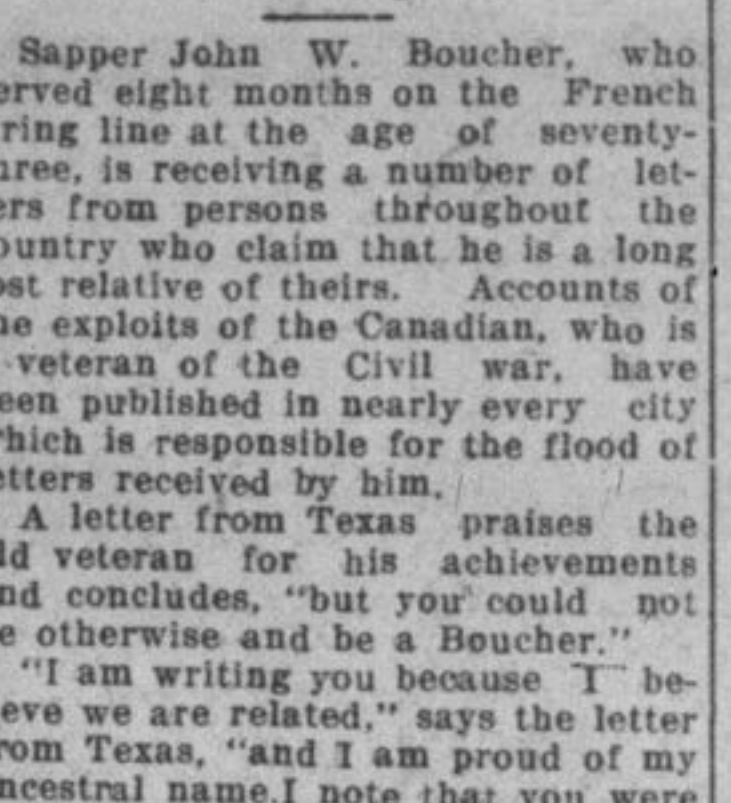 Sapper John W. Boucher, who
erved eight months on the French
ring line at the age of seventy-
hree, is receiving a number of let-
ers from persons throughout the
ountry who claim that he is a long
ost relative of theirs. Accounts of
he exploits of the Canadian, who is
veteran of the Civil war, have
een published in nearly every city
hich is responsible for the flood of
etters received by him.
A letter from Texas praises the
ld veteran for his achievements
nd concludes, "but you could not
e otherwise and be a Boucher."
"I am writing you because I be-
eve we are related," says the letter
rom Texas, "and I am proud of my
ncestral name.I note that you were